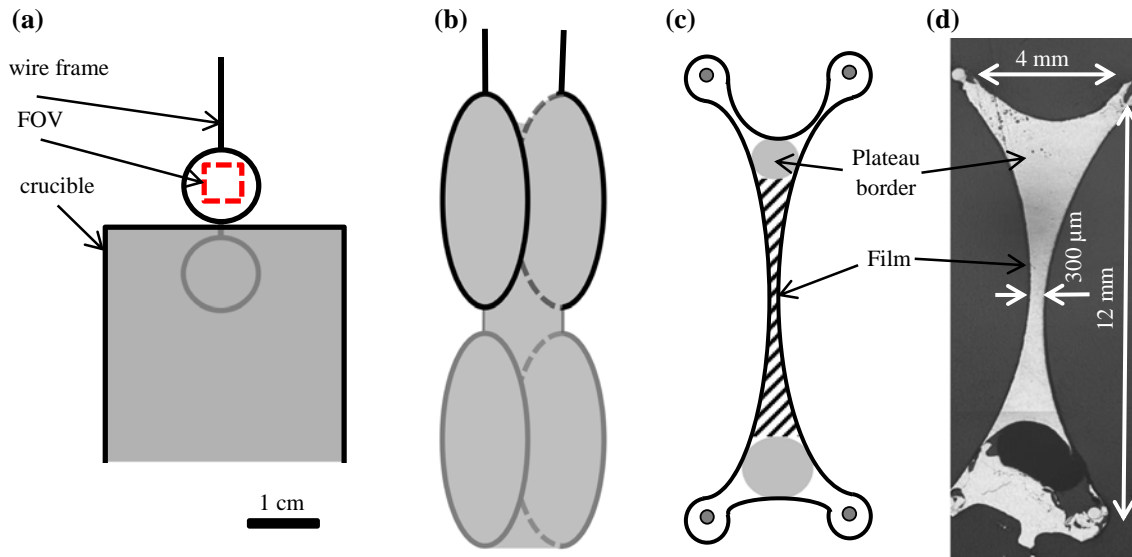 (a)
wire frame
FOV
crucible
1 cm
(b)
(c)
Plateau
border
Film
(d)
4 mm
300 µm
12 mm